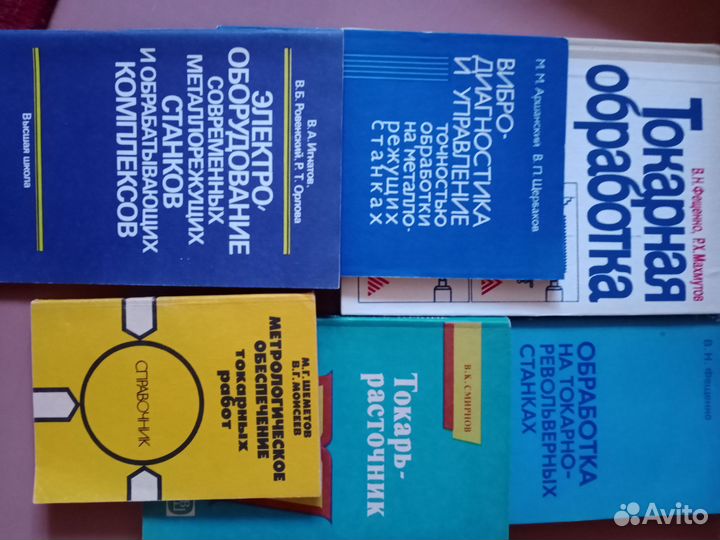 В. А. Игнатов,
В. Б. Ровенский, Р. Т. Орлова
ЭЛЕКТРО-
ОБОРУДОВАНИЕ
СОВРЕМЕННЫХ
МЕТАЛЛОРЕЖУЩИХ
СТАНКОВ
И ОБРАБАТЫВАЮЩИХ
КОМПЛЕКСОВ
Высшая школа
М. М. Аршанский В. П. Щербаков
ВИБРО-
ДИАГНОСТИКА
И УПРАВЛЕНИЕ
ТОЧНОСТЬЮ
ОБРАБОТКИ
НА МЕТАЛЛО-
РЕЖУЩИХ
СТАНКАХ
В.Н. Фещенко, Р.Х. Махмутов
Токарная
обработка
М.Г. ШЕМЕТОВ
В.Г. МОИСЕЕВ
МЕТРОЛОГИЧЕСКОЕ
ОБЕСПЕЧЕНИЕ
ТОКАРНЫХ
РАБОТ
СПРАВОЧНИК
В.К.СМИРНОВ
Токарь-
расточник
В. Н. Фещенко
ОБРАБОТКА
НА ТОКАРНО-
РЕВОЛЬВЕРНЫХ
СТАНКАХ
Avito